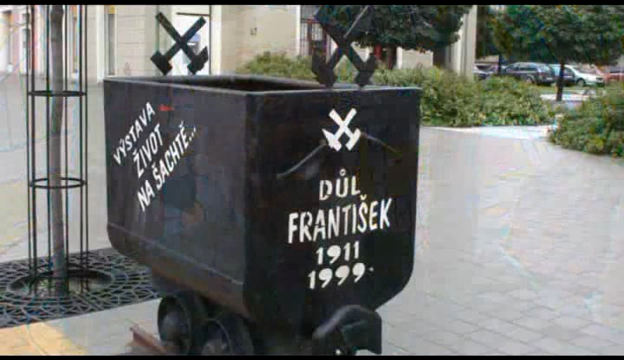 VÝSTAVA
ŽIVOT
NA ŠACHTĚ...
DŮL
FRANTIŠEK
1911
1999